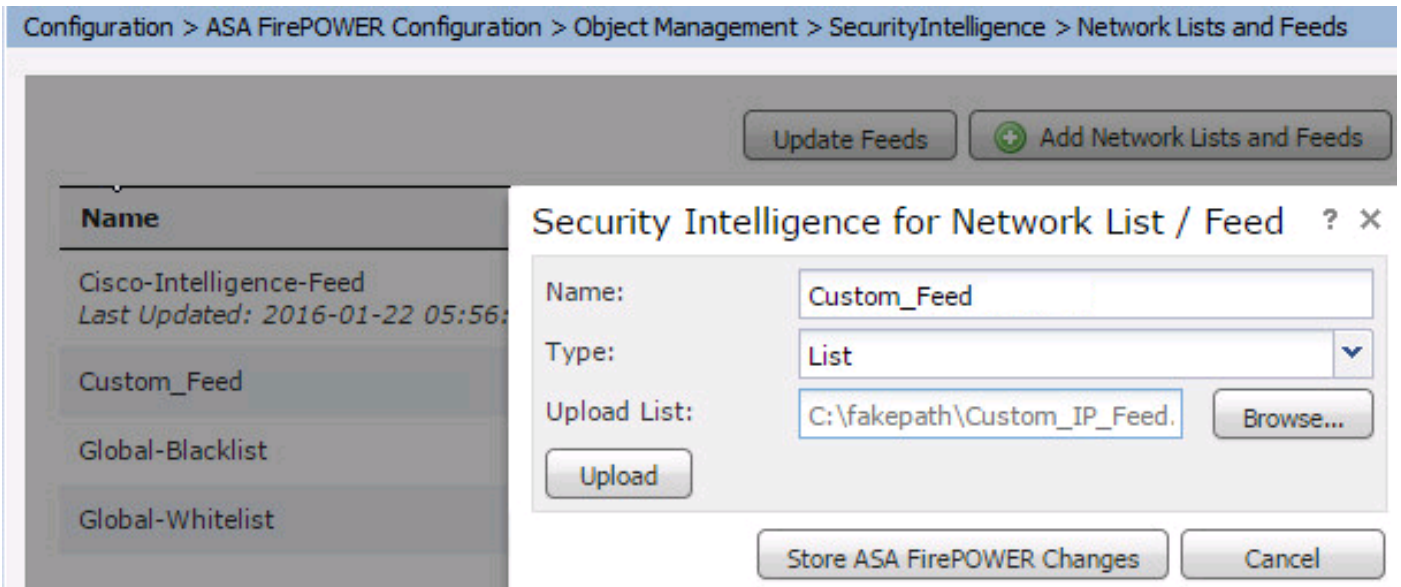 Configuration > ASA FirePOWER Configuration > Object Management > SecurityIntelligence > Network Lists and Feeds
Update Feeds
Add Network Lists and Feeds
Name
Cisco-Intelligence-Feed
Last Updated: 2016-01-22 05:56:
Custom_Feed
Global-Blacklist
Global-Whitelist
Security Intelligence for Network List / Feed ? ×
Name: Custom_Feed
Type: List
Upload List: C:\fakepath\Custom_IP_Feed. Browse...
Upload
Store ASA FirePOWER Changes Cancel